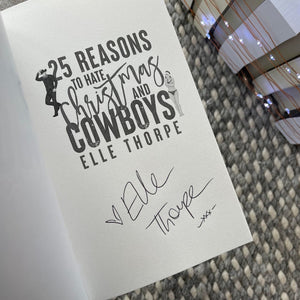 25 REASONS
TO HATE
Christmas
AND
COWBOYS
ELLE THORPE
Elle
Thorpe
-xxx-